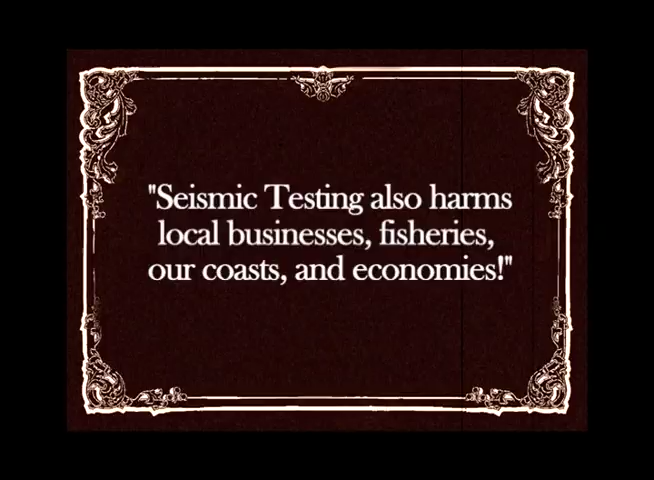 "Seismic Testing also harms
local businesses, fisheries,
our coasts, and economies!"